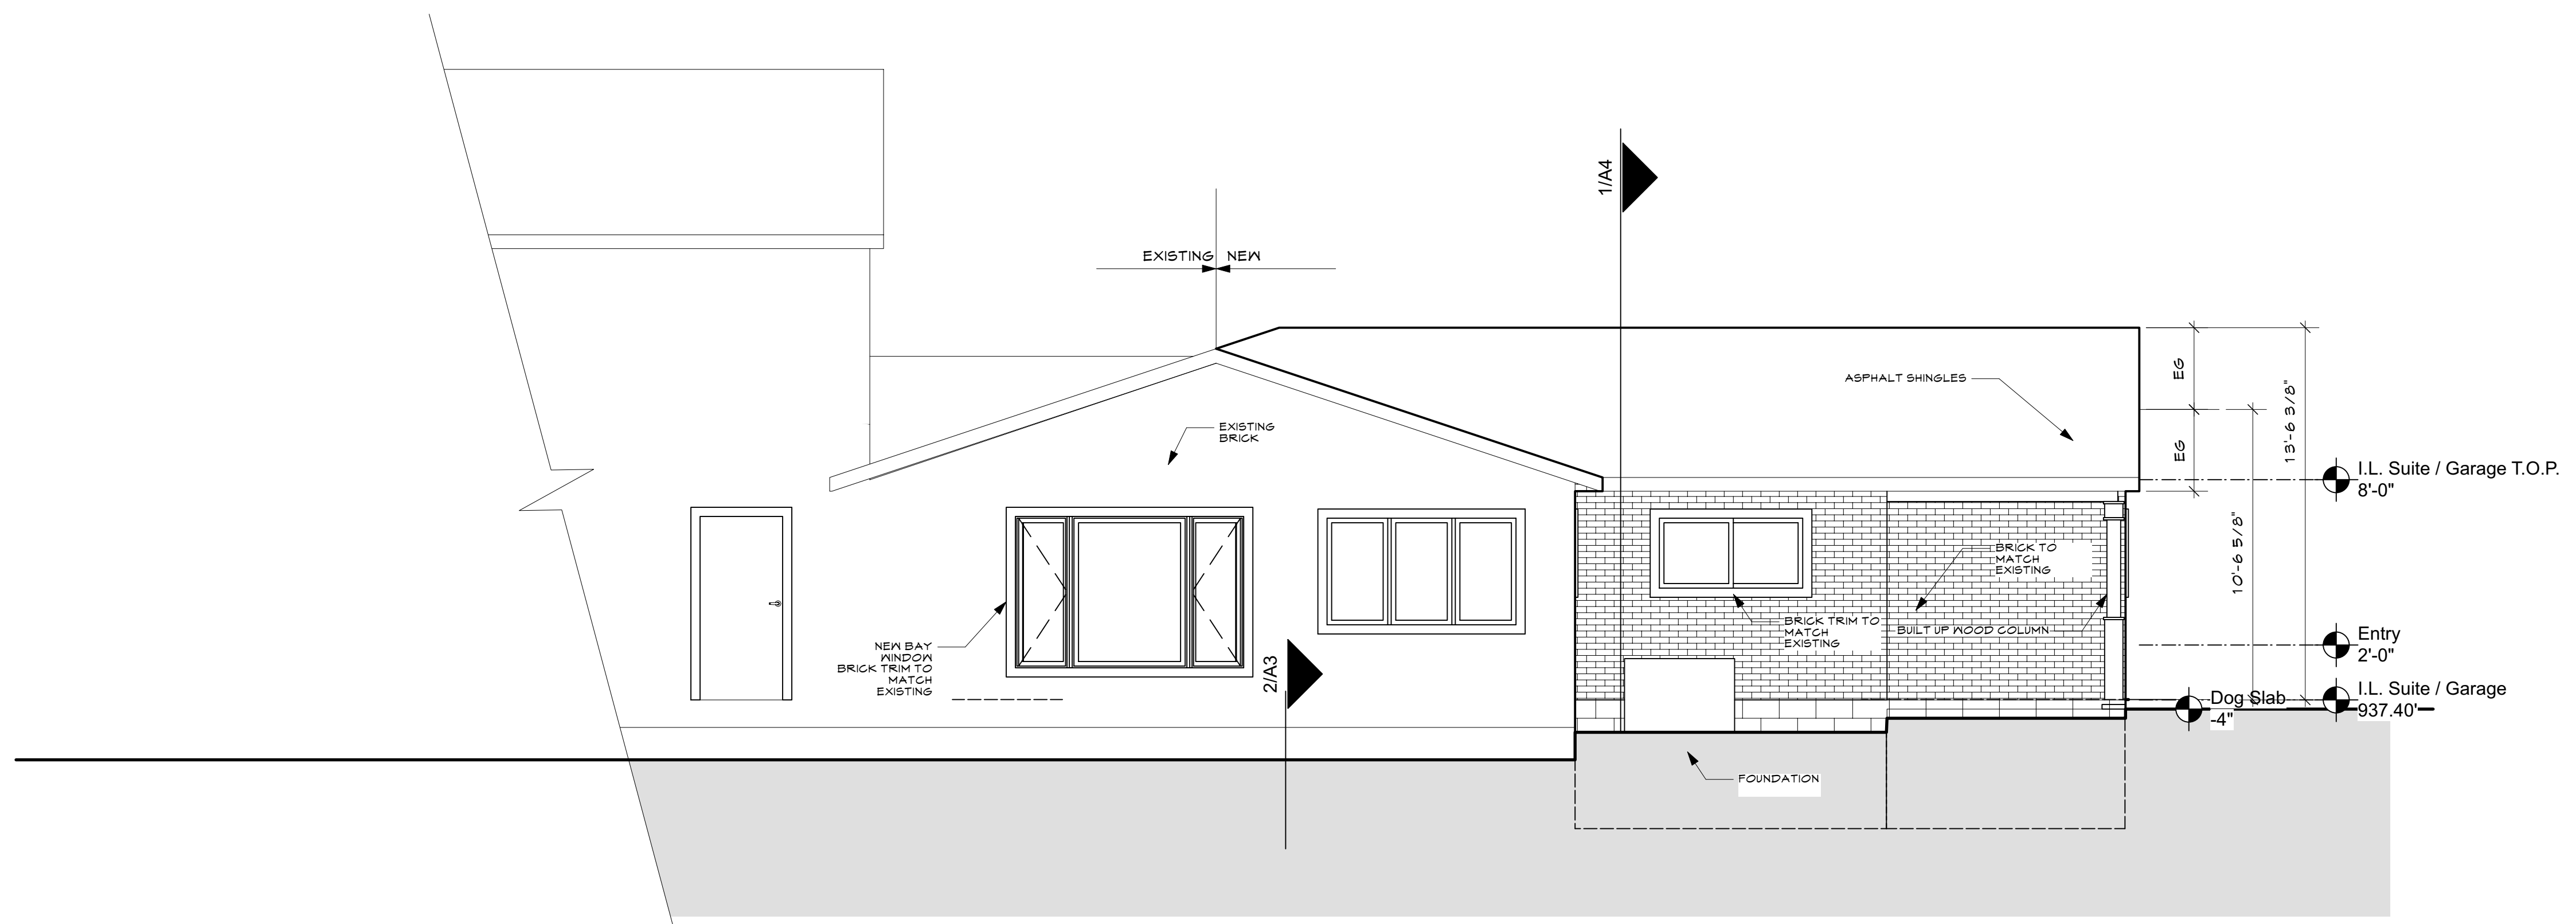 1/A4
EXISTING NEW
ASPHALT SHINGLES
EG
13'-6 3/8"
EXISTING
BRICK
EG
I.L. Suite / Garage T.O.P.
8'-0"
10'-6 5/8"
BRICK TO
MATCH
EXISTING
BRICK TRIM TO
MATCH
EXISTING
BUILT UP WOOD COLUMN
Entry
2'-0"
NEW BAY
WINDOW
BRICK TRIM TO
MATCH
EXISTING
2/A3
I.L. Suite / Garage
937.40'
Dog Slab
-4"
FOUNDATION